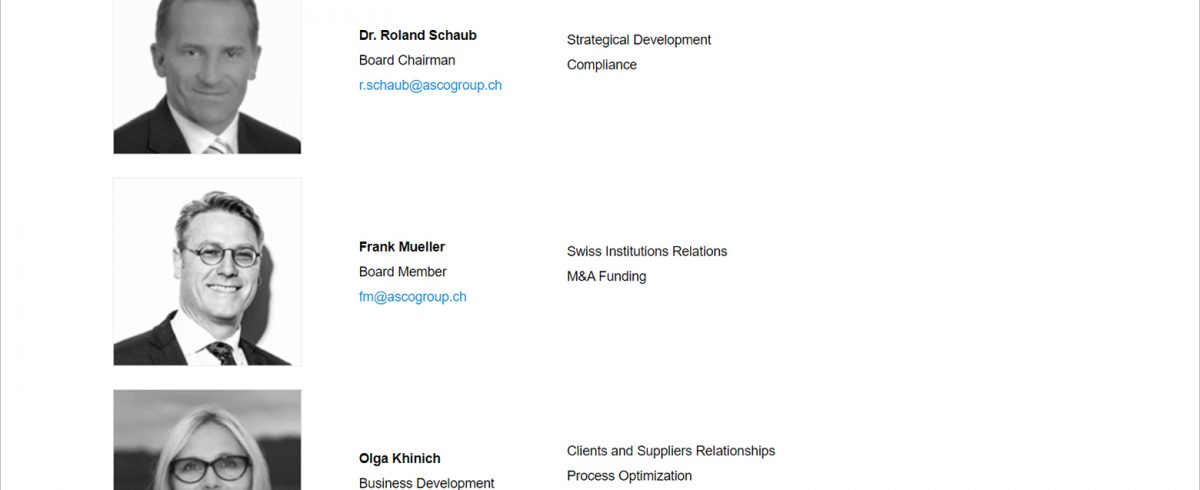 Dr. Roland Schaub
Board Chairman
r.schaub@ascogroup.ch
Strategical Development
Compliance
Frank Mueller
Board Member
fm@ascogroup.ch
Swiss Institutions Relations
M&A Funding
Olga Khinich
Business Development
Clients and Suppliers Relationships
Process Optimization